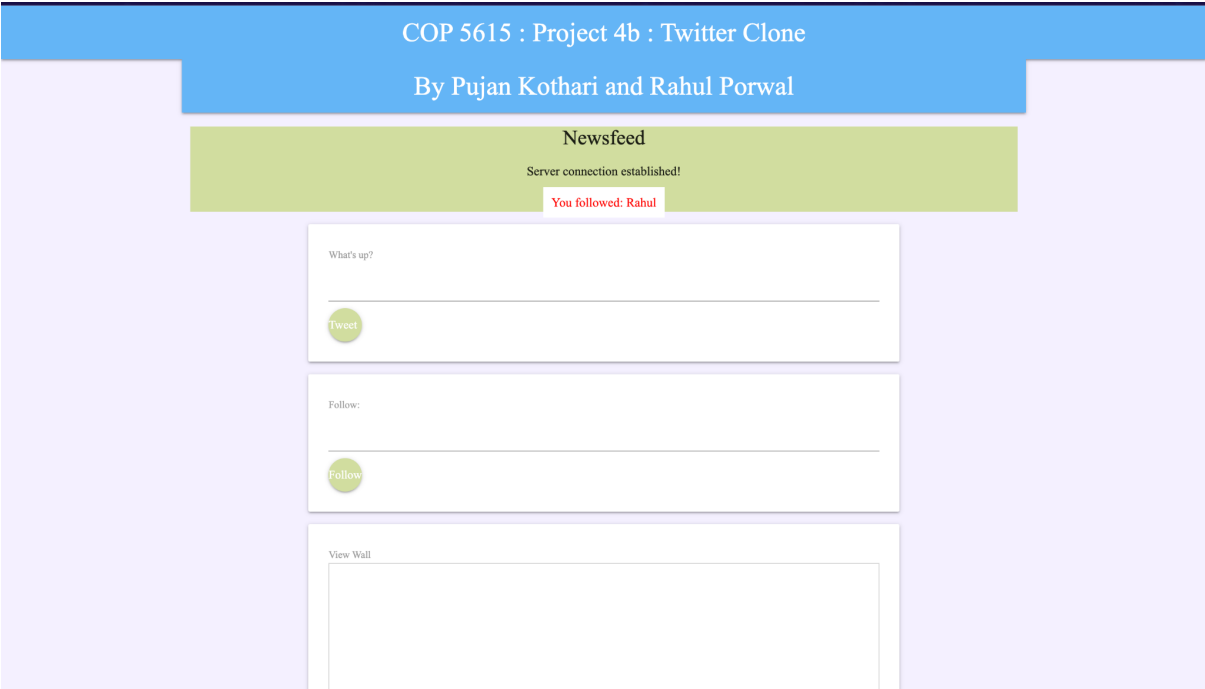 COP 5615 : Project 4b : Twitter Clone
By Pujan Kothari and Rahul Porwal
Newsfeed
Server connection established!
You followed: Rahul
What's up?
Tweet
Follow:
Follow
View Wall